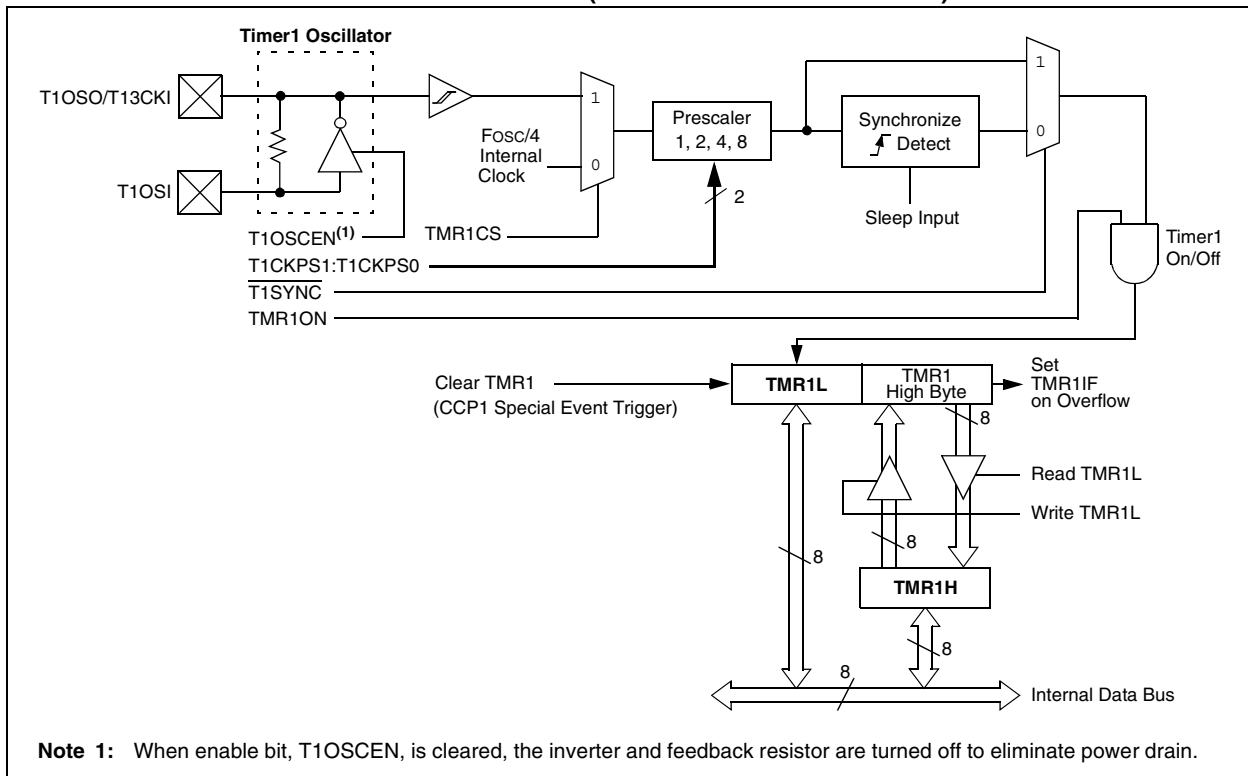 Timer1 Oscillator
T1OSO/T13CKI
T1OSI
FOSC/4
Internal
Clock
1
0
Prescaler
1, 2, 4, 8
2
Synchronize
Detect
Sleep Input
1
0
T1OSCEN(1)
TMR1CS
T1CKPS1:T1CKPS0
T1SYNC
TMR1ON
Timer1
On/Off
Clear TMR1
(CCP1 Special Event Trigger)
TMR1L
TMR1
High Byte
Set
TMR1IF
on Overflow
8
Read TMR1L
Write TMR1L
8
8
TMR1H
8
8
Internal Data Bus
Note 1: When enable bit, T1OSCEN, is cleared, the inverter and feedback resistor are turned off to eliminate power drain.